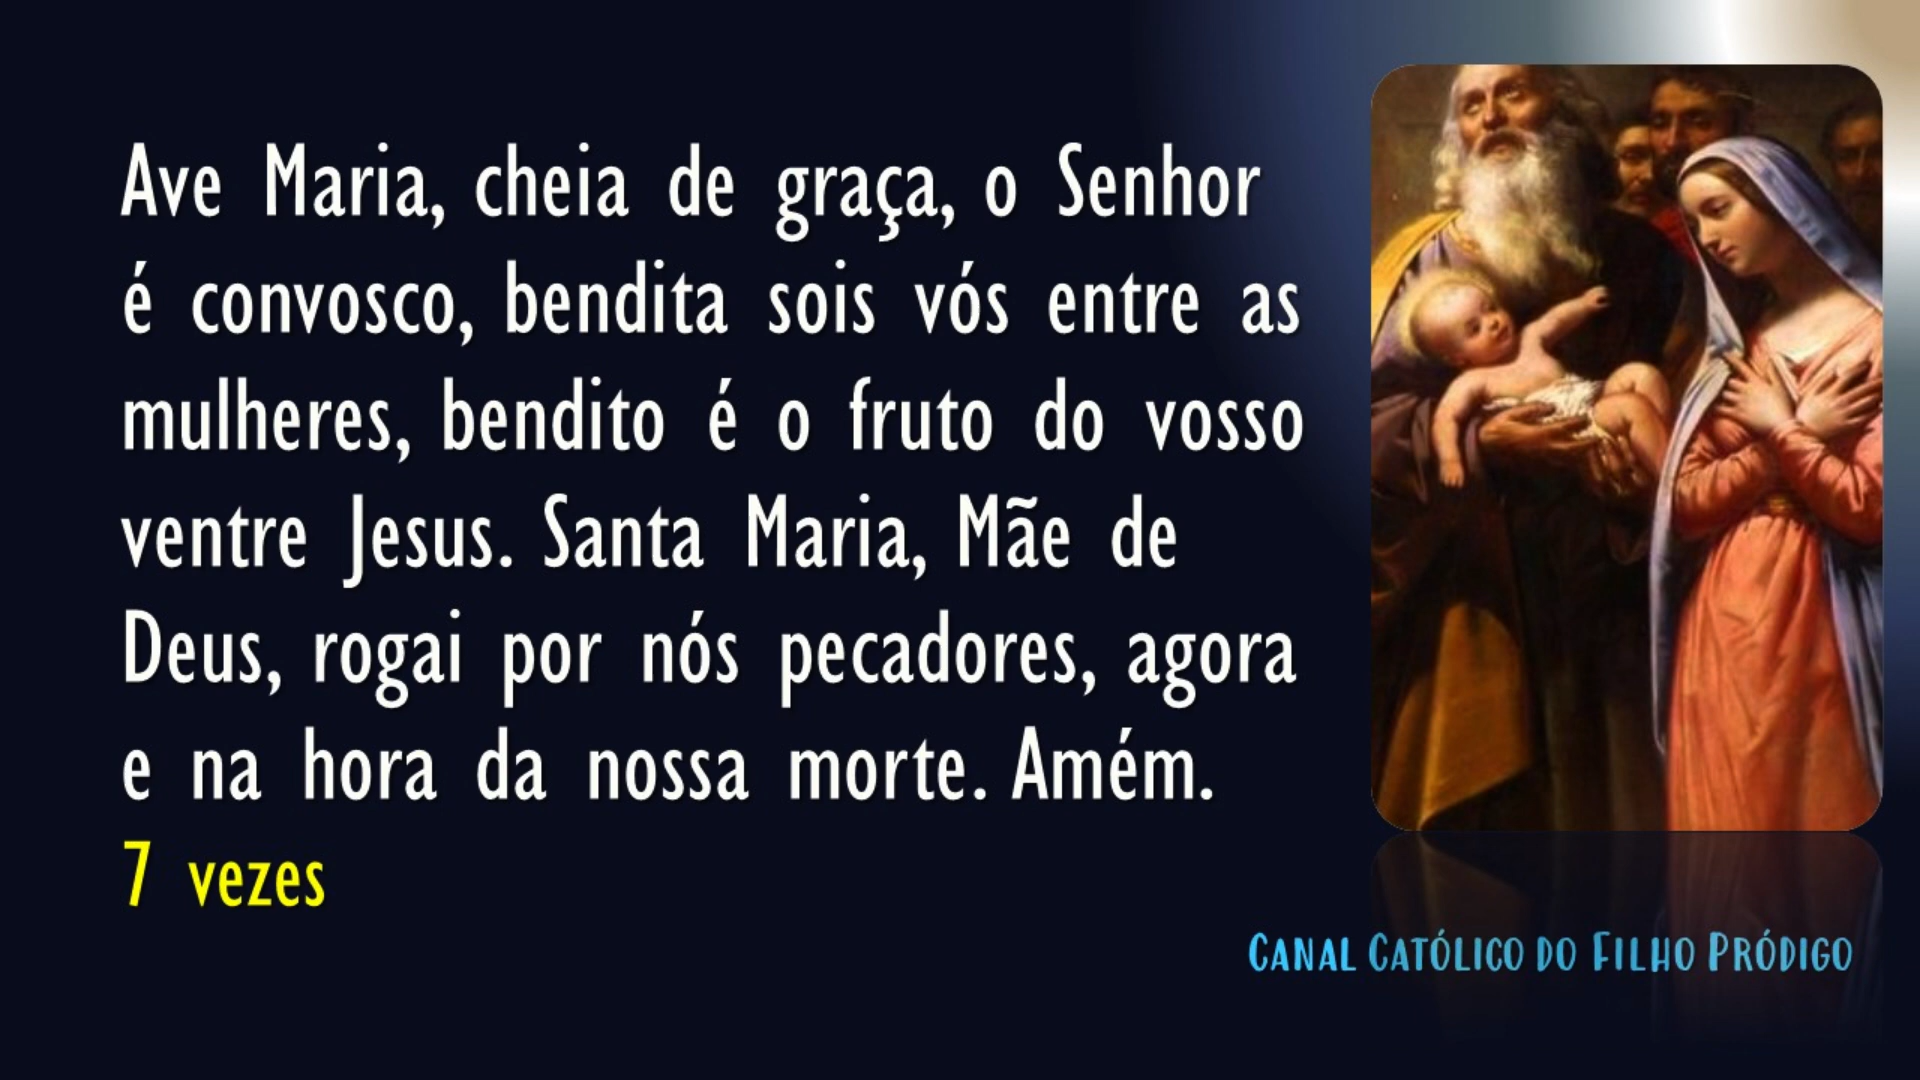 Ave Maria, cheia de graça, o Senhor
é convosco, bendita sois vós entre as
mulheres, bendito é o fruto do vosso
ventre Jesus. Santa Maria, Mãe de
Deus, rogai por nós pecadores, agora
e na hora da nossa morte. Amém.
7 vezes
Canal Católico do Filho Pródigo